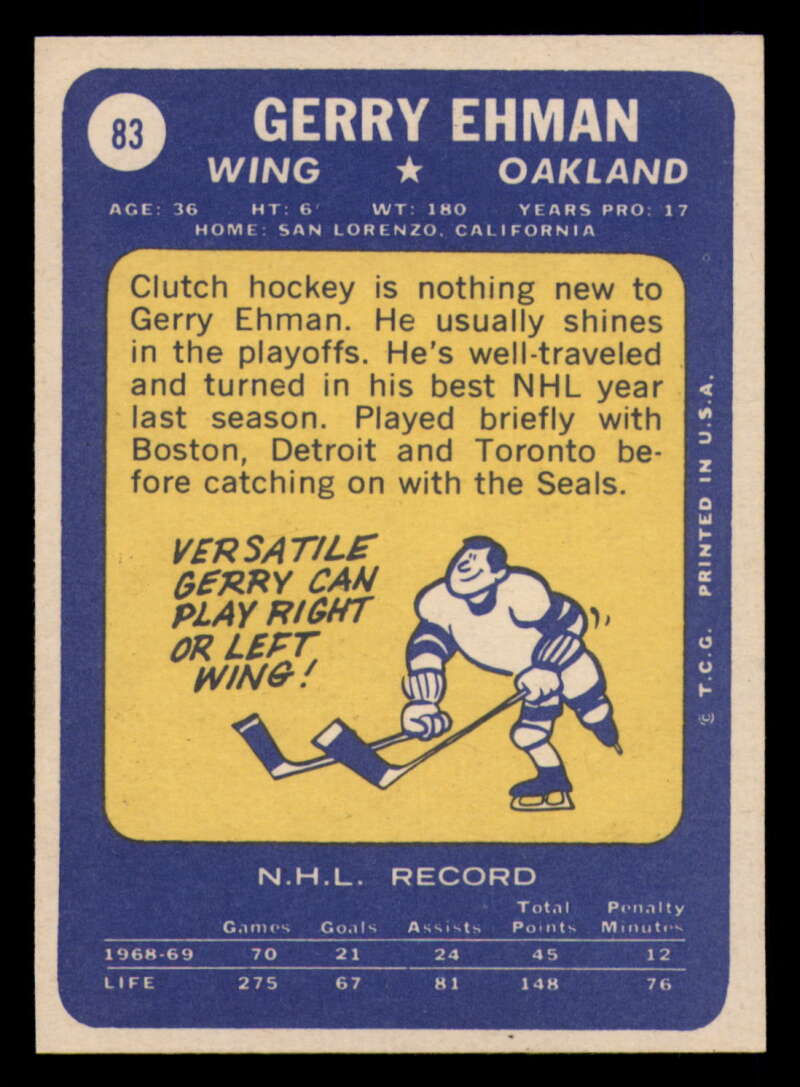 83
GERRY EHMAN
WING ★ OAKLAND
AGE: 36 HT: 6' WT: 180 YEARS PRO: 17
HOME: SAN LORENZO, CALIFORNIA
Clutch hockey is nothing new to
Gerry Ehman. He usually shines
in the playoffs. He's well-traveled
and turned in his best NHL year
last season. Played briefly with
Boston, Detroit and Toronto be-
fore catching on with the Seals.
VERSATILE
GERRY CAN
PLAY RIGHT
OR LEFT
WING!
© T.C.G. PRINTED IN U.S.A.
N.H.L. RECORD
Games Goals Assists Total Points Penalty Minutes
1968-69 70 21 24 45 12
LIFE 275 67 81 148 76